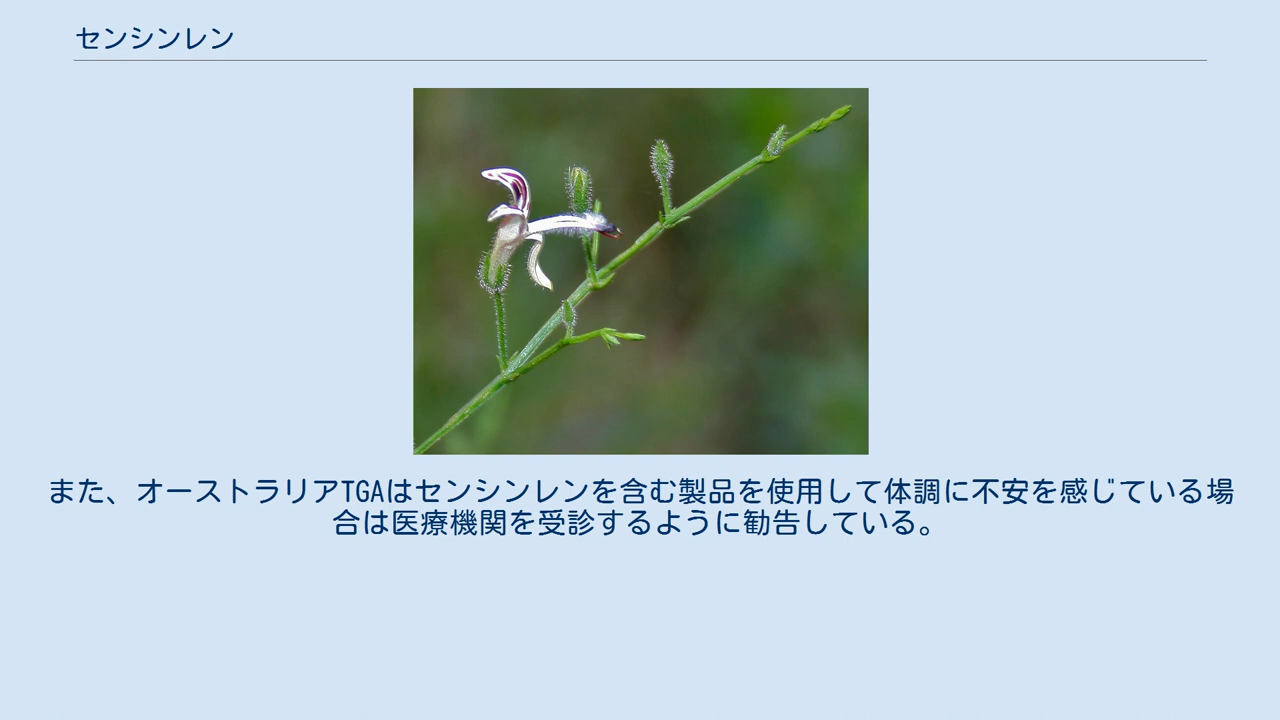 センシンレン
また、オーストラリアTGAはセンシンレンを含む製品を使用して体調に不安を感じている場
合は医療機関を受診するように勧告している。